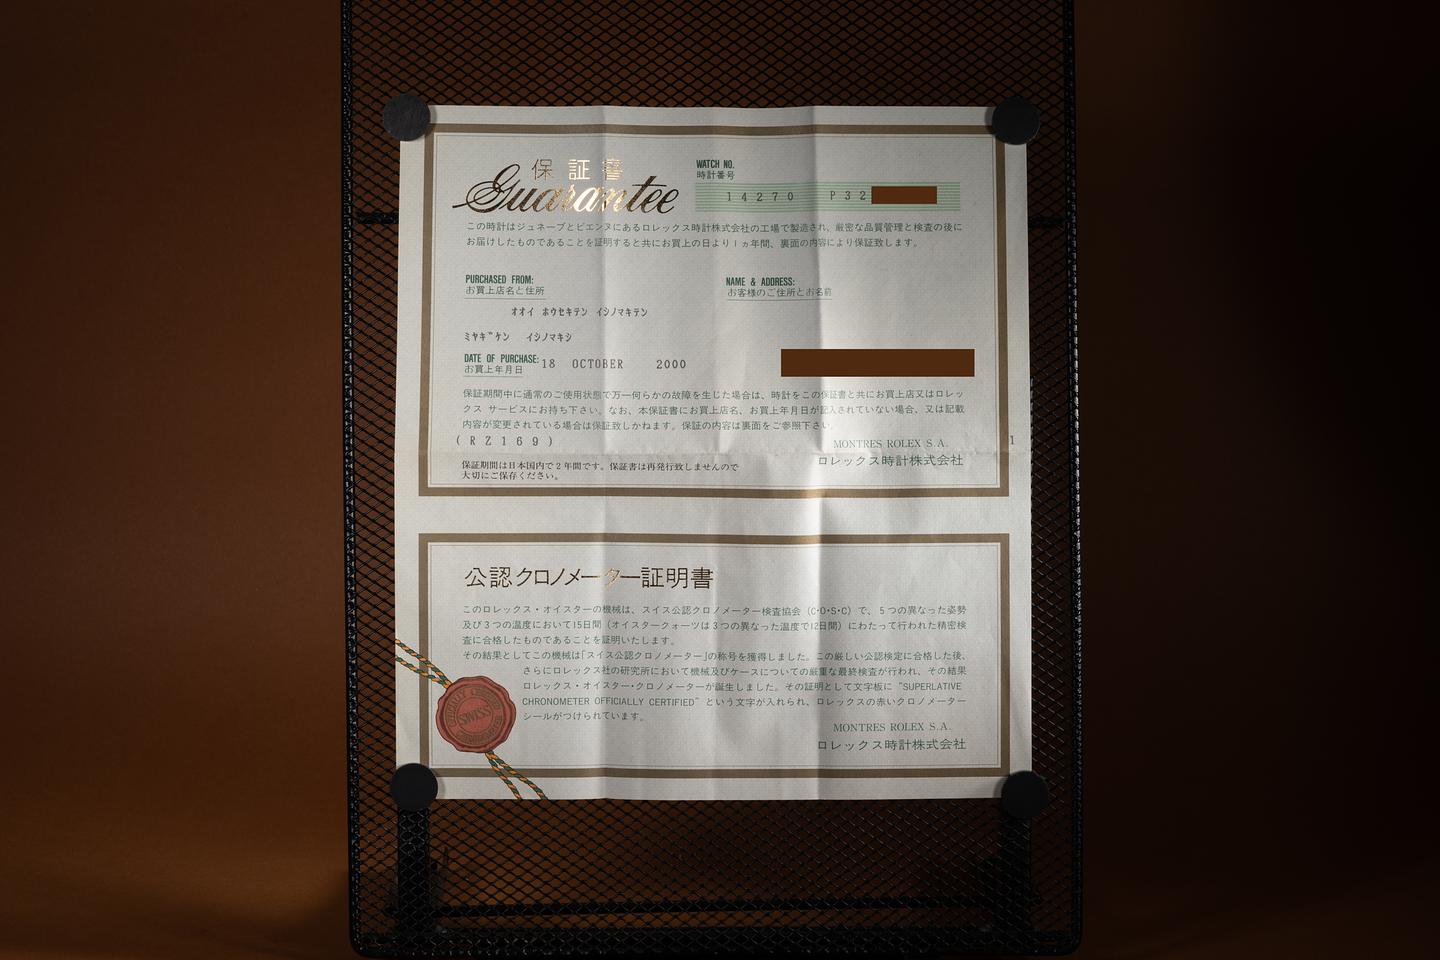 保証書
Guarantee
WATCH NO.
時計番号
14270 P32
この時計はジュネーブとビエンヌにあるロレックス時計株式会社の工場で製造され、厳密な品質管理と検査の後に
お届けしたものであることを証明すると共にお買上の日より1ヵ年間、裏面の内容により保証致します。
PURCHASED FROM:
お買上店名と住所
NAME & ADDRESS:
お客様のご住所とお名前
オオイ ホウセキテン イシノマキテン
ミヤキ゛ケン イシノマキシ
DATE OF PURCHASE: 18 OCTOBER 2000
お買上年月日
保証期間中に通常のご使用状態で万一何らかの故障を生じた場合は、時計をこの保証書と共にお買上店又はロレッ
クス サービスにお持ち下さい。なお、本保証書にお買上店名、お買上年月日が記入されていない場合、又は記載
内容が変更されている場合は保証致しかねます。保証の内容は裏面をご参照下さい。
(RZ169)
1
MONTRES ROLEX S.A.
ロレックス時計株式会社
保証期間は日本国内で2年間です。保証書は再発行致しませんので
大切にご保存ください。
公認クロノメーター証明書
このロレックス・オイスターの機械は、スイス公認クロノメーター検査協会（C・O・S・C）で、5つの異なった姿勢
及び3つの温度において15日間（オイスタークォーツは3つの異なった温度で12日間）にわたって行われた精密検
査に合格したものであることを証明いたします。
その結果としてこの機械は「スイス公認クロノメーター」の称号を獲得しました。この厳しい公認検定に合格した後、
さらにロレックス社の研究所において機械及びケースについての厳重な最終検査が行われ、その結果
ロレックス・オイスター・クロノメーターが誕生しました。その証明として文字板に “SUPERLATIVE
CHRONOMETER OFFICIALLY CERTIFIED” という文字が入れられ、ロレックスの赤いクロノメーター
シールがつけられています。
SWISS
MONTRES ROLEX S.A.
ロレックス時計株式会社